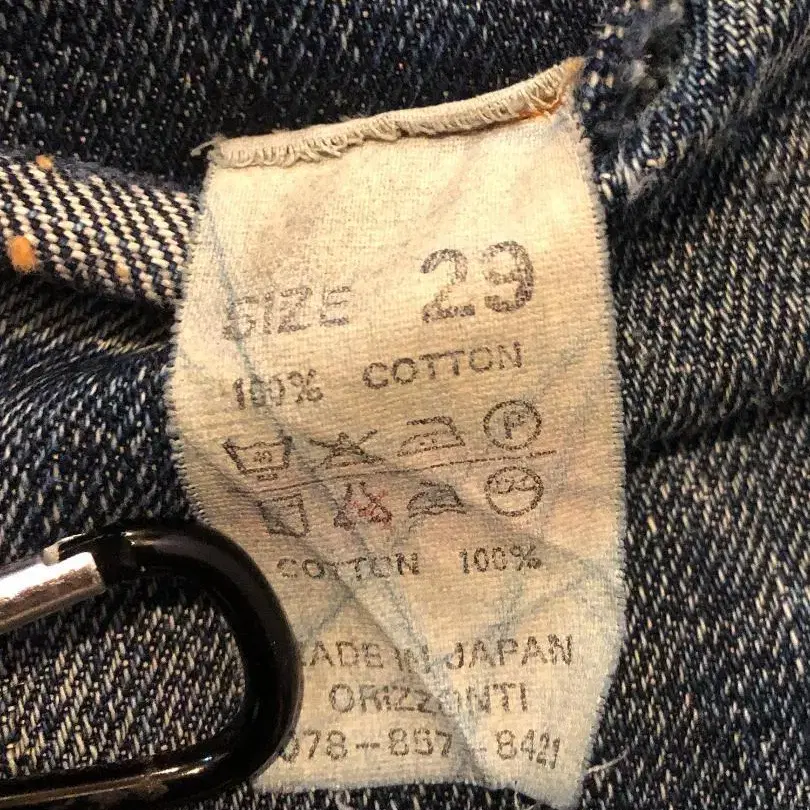 SIZE 29
100% COTTON
P
COTTON 100%
MADE IN JAPAN
ORIZZONTI
078-857-8421